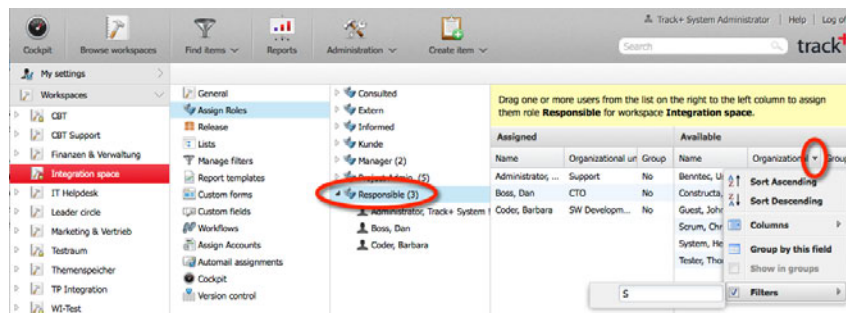 Track+ System Administrator | Help | Log of
Cockpit Browse workspaces Find items Reports Administration Create item
Search
track+
My settings
Workspaces
CBT
CBT Support
Finanzen & Verwaltung
Integration space
IT Helpdesk
Leader circle
Marketing & Vertrieb
Testraum
Themenspeicher
TP Integration
WI-Test
General
Assign Roles
Release
Lists
Manage filters
Report templates
Custom forms
Custom fields
Workflows
Assign Accounts
Automail assignments
Cockpit
Version control
Consulted
Extern
Informed
Kunde
Manager (2)
Project Admin. (5)
Responsible (3)
Administrator, Track+ System
Boss, Dan
Coder, Barbara
Drag one or more users from the list on the right to the left column to assign
them role Responsible for workspace Integration space.
Assigned Available
Name Organizational un Group Name Organizational Group
Administrator, ... Support No
Boss, Dan CTO No
Coder, Barbara SW Developm... No
Benntec, U
Constructa,
Guest, John
Scrum, Chr
System, He
Tester, Tho
Sort Ascending
Sort Descending
Columns
Group by this field
Show in groups
Filters
S